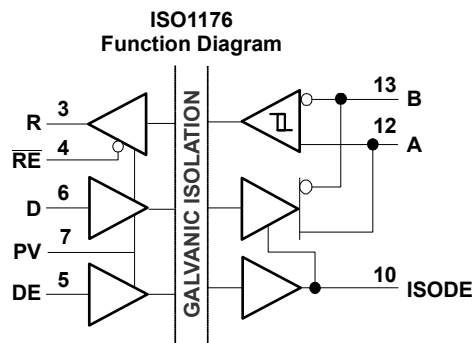 ISO1176
Function Diagram
R 3
RE 4
D 6
PV 7
DE 5
GALVANIC ISOLATION
13 B
12 A
10 ISODE